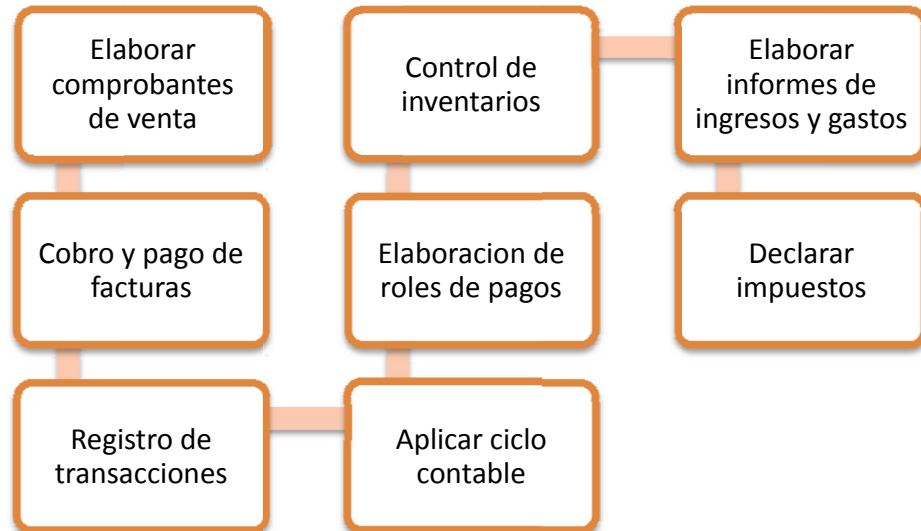 Elaborar
comprobantes
de venta
Cobro y pago de
facturas
Registro de
transacciones
Aplicar ciclo
contable
Elaboracion de
roles de pagos
Control de
inventarios
Elaborar
informes de
ingresos y gastos
Declarar
impuestos